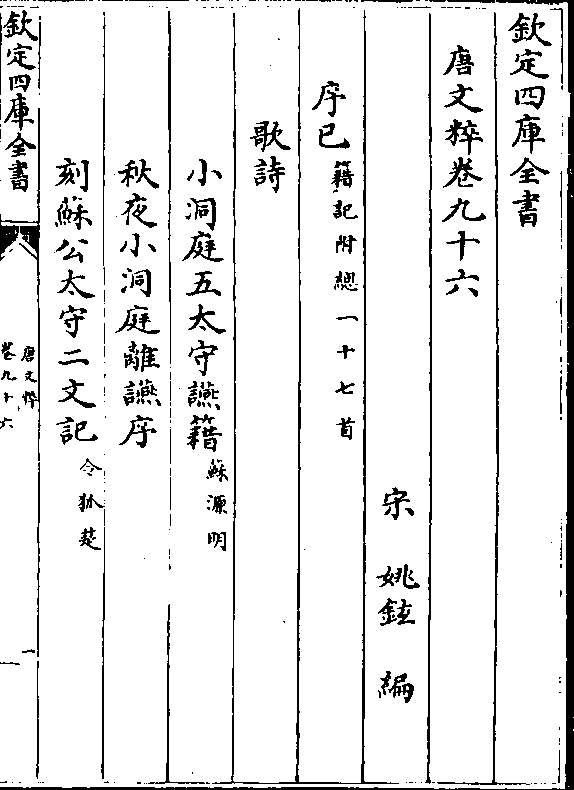 欽定四庫全書
唐文粹卷九十六
宋 姚鉉 編
序已 籍記附總一十七首
歌詩
小洞庭五太守讌籍 蘇源明
秋夜小洞庭離讌序
刻蘇公太守二文記 令狐楚
欽定四庫全書
唐文粹
卷九十六
一